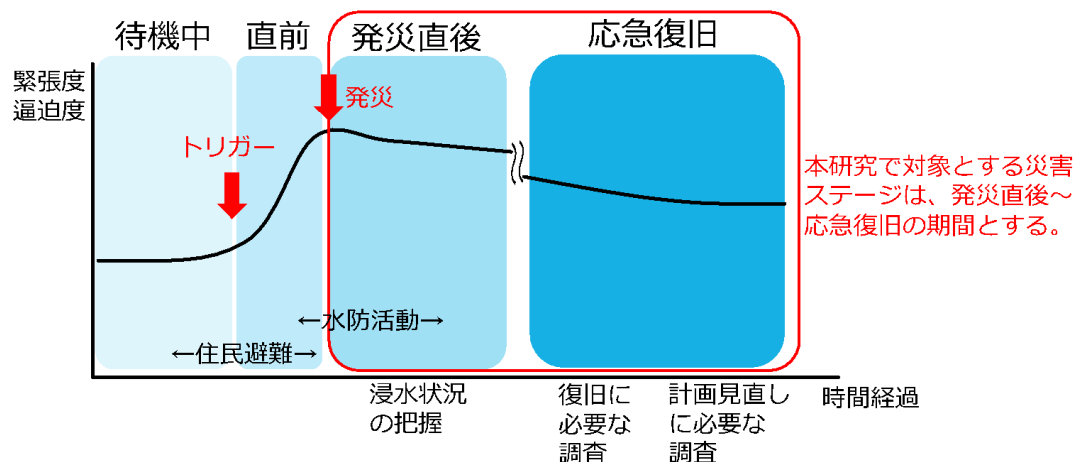 待機中
直前
発災直後
応急復旧
緊張度
逼迫度
発災
トリガー
本研究で対象とする災害
ステージは、発災直後～
応急復旧の期間とする。
←水防活動→
←住民避難→
浸水状況
の把握
復旧に
必要な
調査
計画見直し
に必要な
調査
時間経過